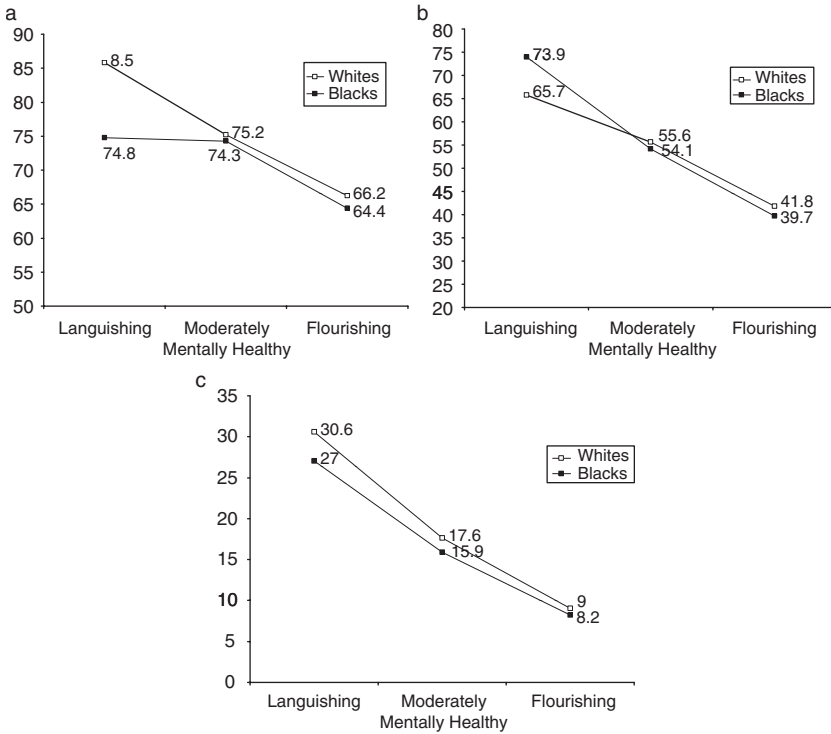 a
85
80
75
70
65
60
55
50
8.5
75.2
66.2
74.8
74.3
64.4
Whites
Blacks
Languishing
Moderately
Mentally Healthy
Flourishing
b
80
75
70
65
60
55
50
45
40
35
30
25
20
73.9
65.7
55.6
54.1
41.8
39.7
Whites
Blacks
Languishing
Moderately
Mentally Healthy
Flourishing
c
35
30
25
20
15
10
5
0
30.6
27
17.6
15.9
9
8.2
Whites
Blacks
Languishing
Moderately
Mentally Healthy
Flourishing